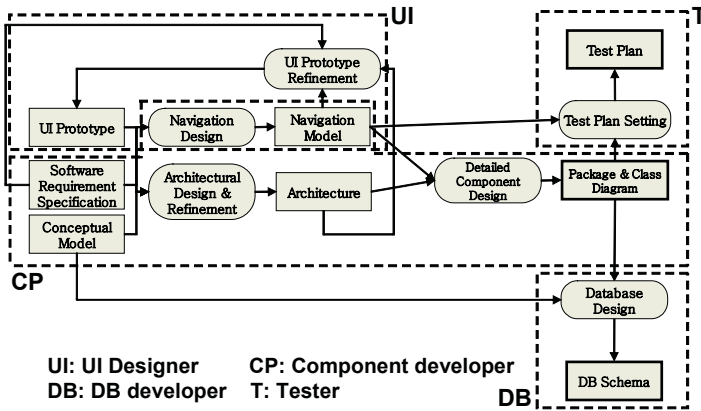 UI
T
UI Prototype
Refinement
Test Plan
UI Prototype
Navigation
Design
Navigation
Model
Test Plan Setting
Software
Requirement
Specification
Architectural
Design &
Refinement
Architecture
Detailed
Component
Design
Package & Class
Diagram
Conceptual
Model
CP
Database
Design
DB Schema
DB
UI: UI Designer
CP: Component developer
DB: DB developer
T: Tester